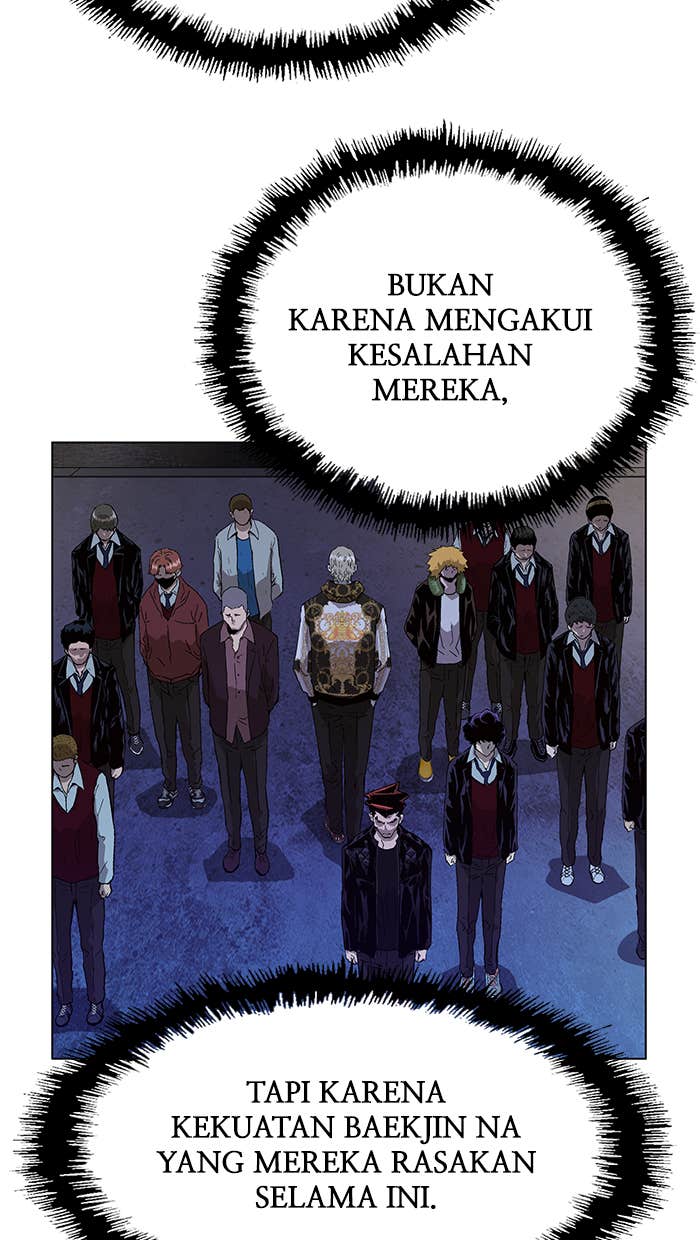 BUKAN
KARENA MENGAKUI
KESALAHAN
MEREKA,
TAPI KARENA
KEKUATAN BAEKJIN NA
YANG MEREKA RASAKAN
SELAMA INI.